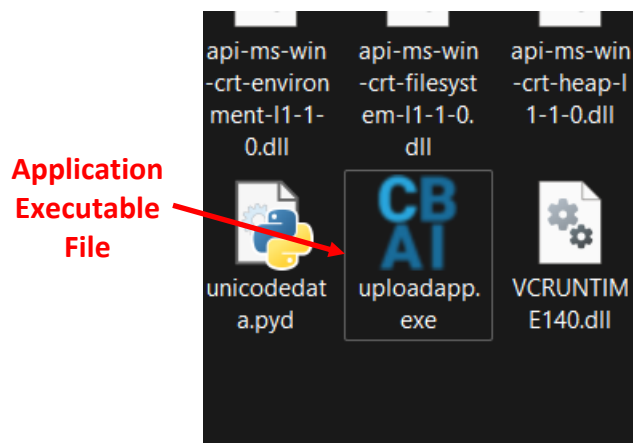 api-ms-win
-crt-environ
ment-l1-1-
0.dll
api-ms-win
-crt-filesyst
em-l1-1-0.
dll
api-ms-win
-crt-heap-l
1-1-0.dll
Application
Executable
File
CB
AI
unicodedat
a.pyd
uploadapp.
exe
VCRUNTIM
E140.dll